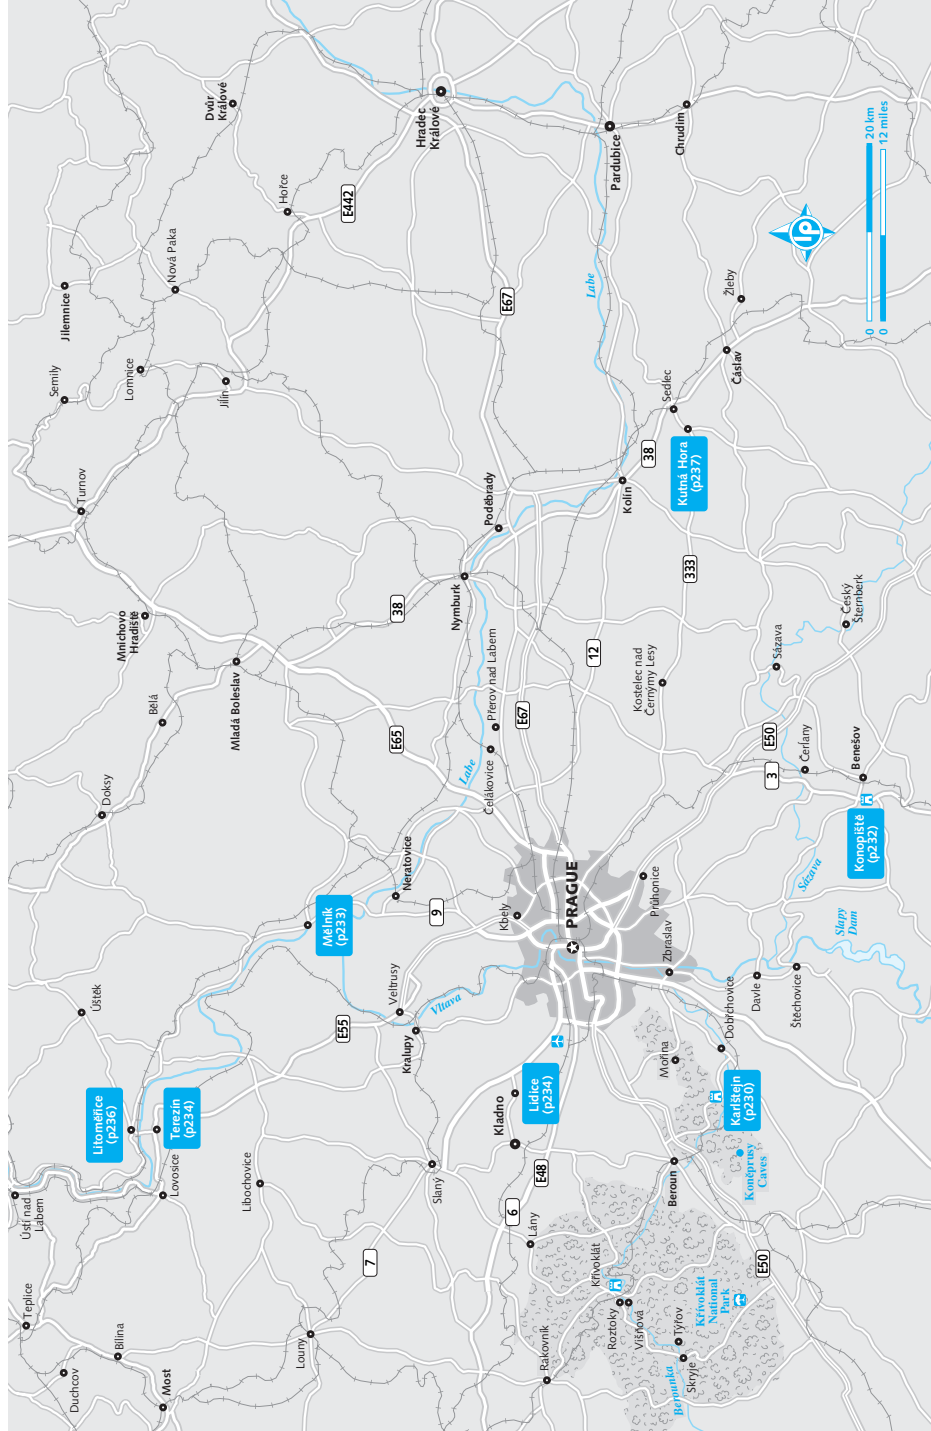 Teplice
Duchcov
Bílina
Most
Ústí nad
Labem
Lovosice
Litoměřice
(p236)
Terezín
(p234)
Úštěk
Libochovice
Louny
7
E55
Doksy
Bělá
Mnichovo
Hradiště
Mladá Boleslav
Turnov
Semily
Lomnice
Jilemnice
Nová Paka
Jilín
Hořce
Dvůr
Králové
E442
Hradec
Králové
E67
38
E65
Mělník
(p233)
Neratovice
9
Veltrusy
Kralupy
Vltava
Slaný
Kladno
Lidice
(p234)
E48
6
Lány
Rakovník
Křivoklát
Roztoky
Višňová
Týřov
Skryje
Berounka
Křivoklát
National
Park
E50
Beroun
Koněprusy
Caves
Karlštejn
(p230)
Mořina
Dobřichovice
Zbraslav
Davle
Štěchovice
Slapy
Dam
Sázava
PRAGUE
Kbely
Průhonice
Labe
Čelákovice
Přerov nad Labem
E67
Nymburk
Poděbrady
12
Kostelec nad
Černýmy Lesy
333
Kolín
38
Kutná Hora
(p237)
Sedlec
Čáslav
Žleby
Labe
Pardubice
Chrudim
Konopiště
(p232)
Benešov
3
E50
Čerlany
Sázava
Český
Šternberk
lp
0
20 km
0
12 miles